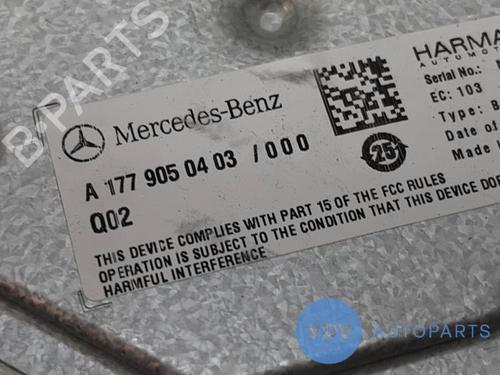 B-PARTS
Mercedes-Benz
A 177 905 04 03 / 000
Q02
THIS DEVICE COMPLIES WITH PART 15 OF THE FCC RULES
OPERATION IS SUBJECT TO THE CONDITION THAT THIS DEVICE DOE
HARMFUL INTERFERENCE.
25
HARMA
AUTOMOT
Serial No.:
EC: 103
Type: B
Date of
Made
VDV AUTOPARTS